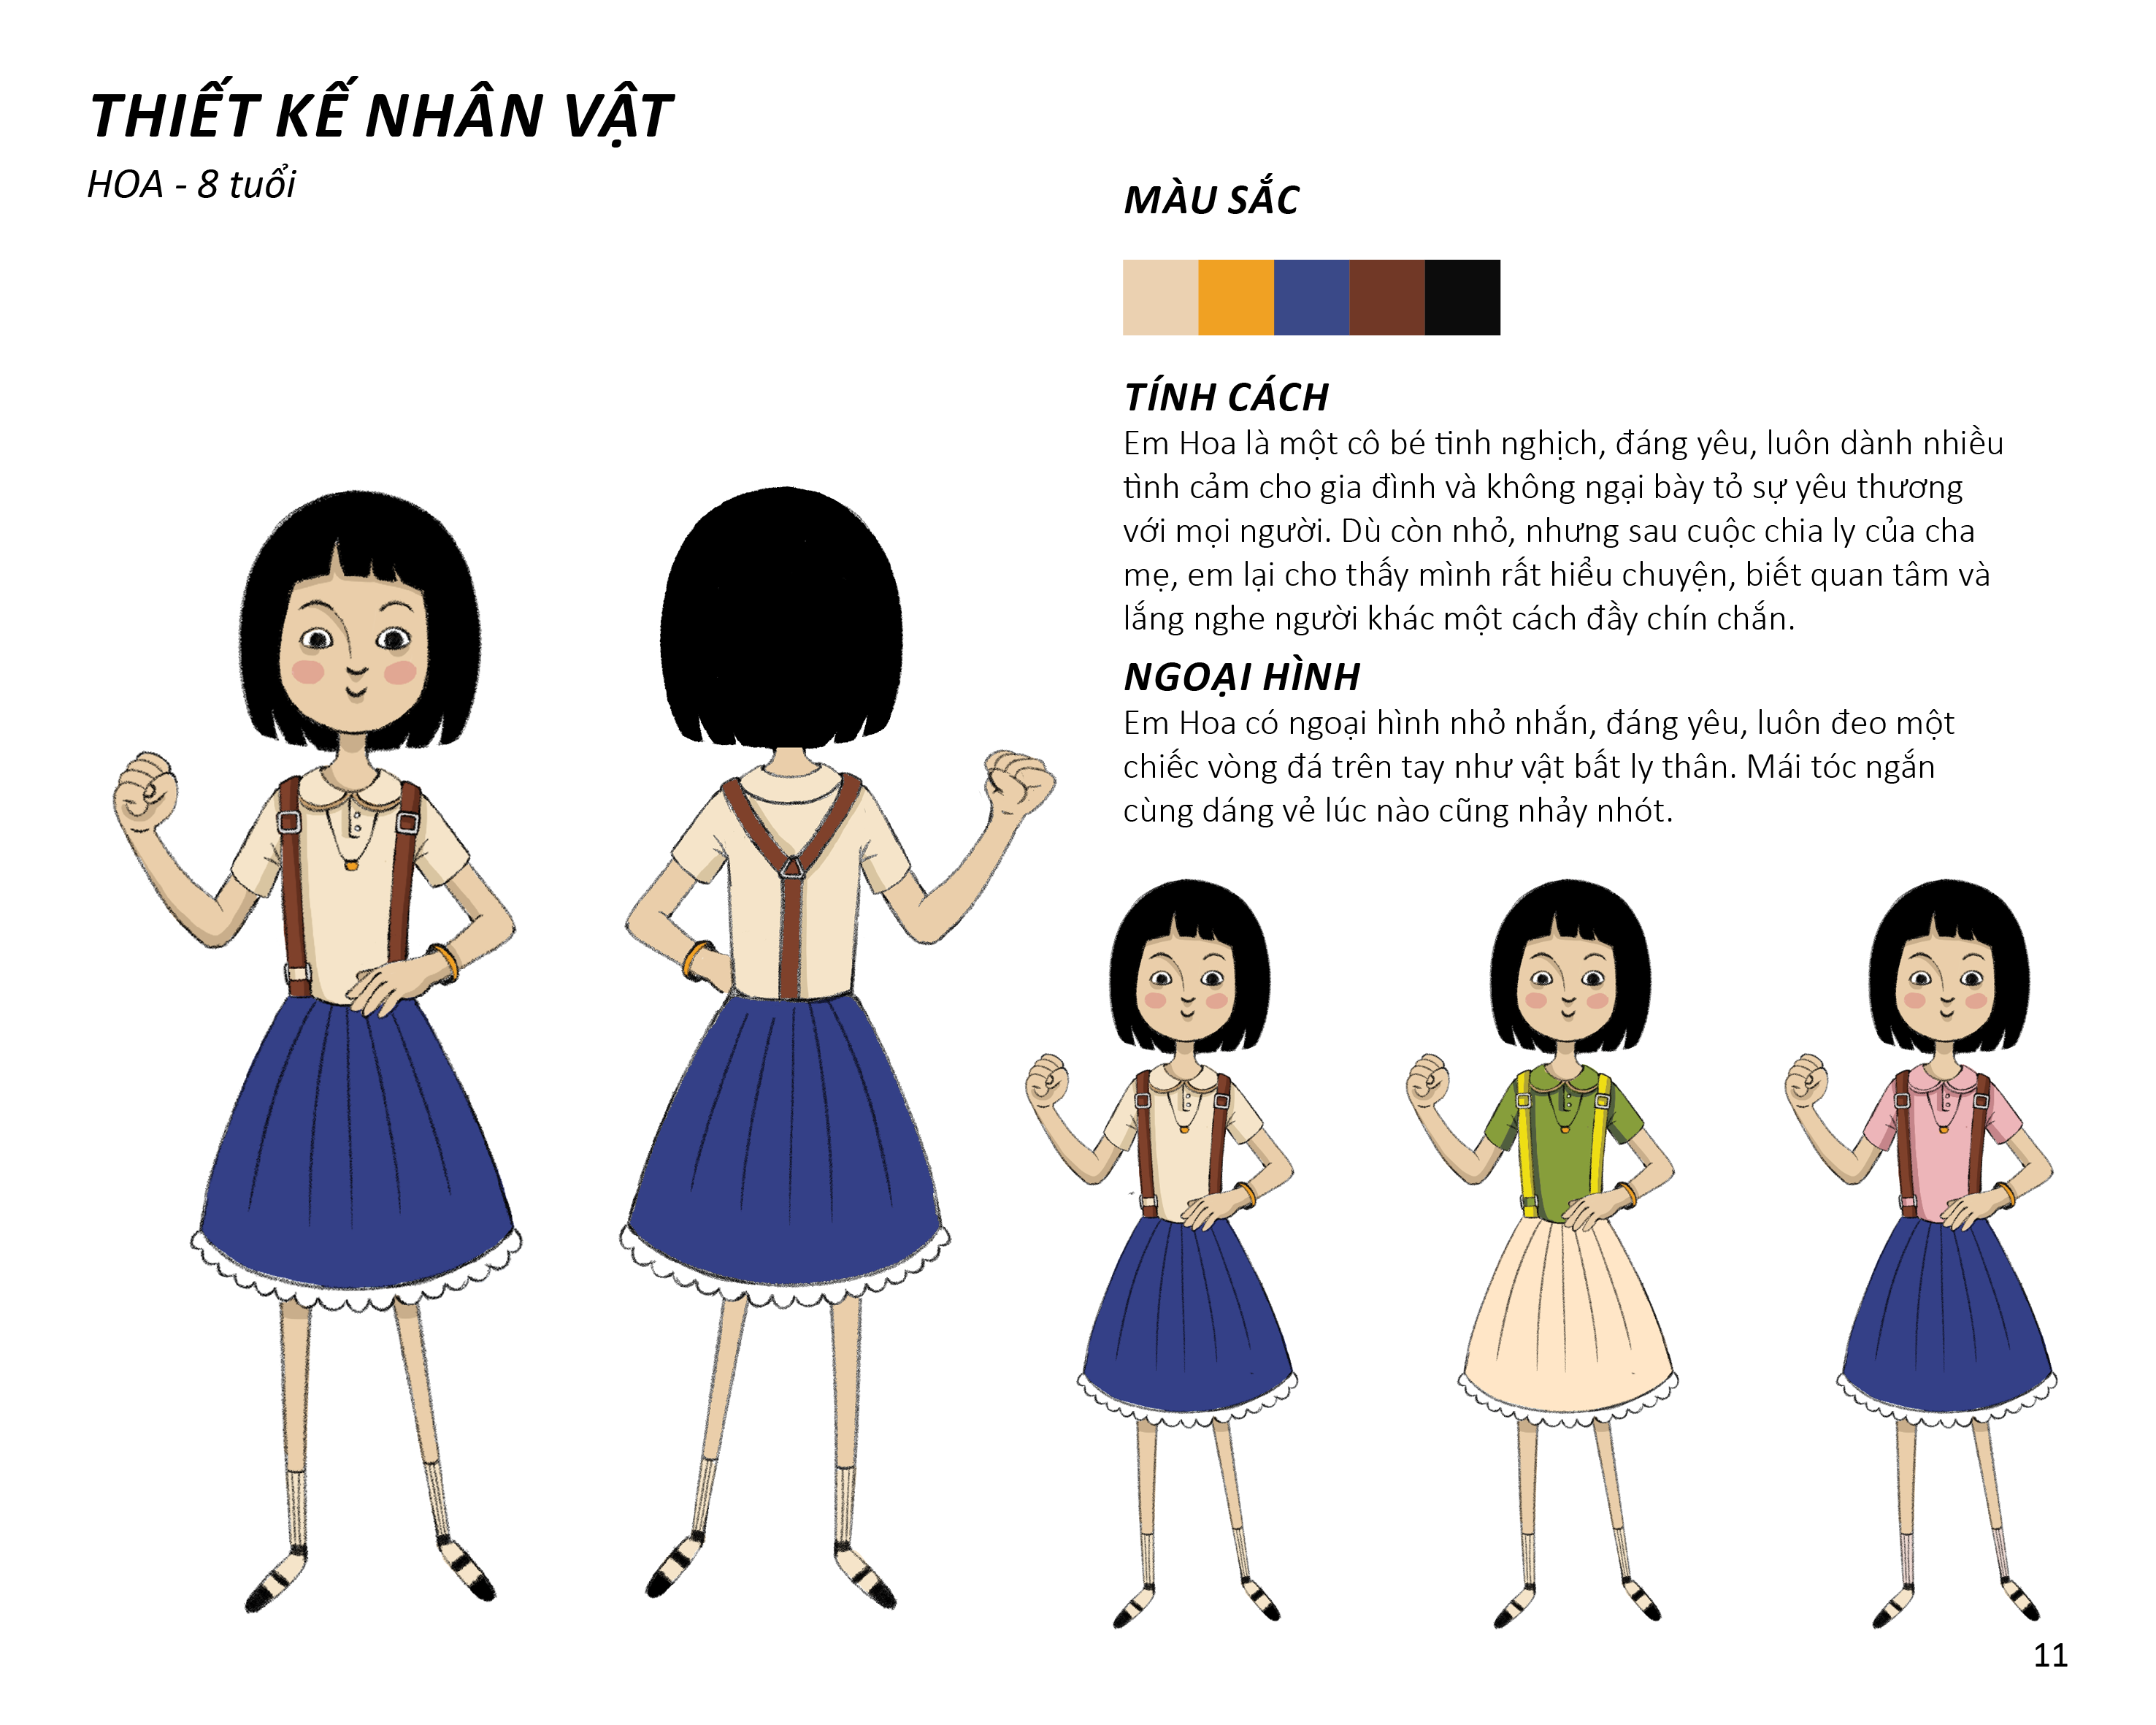 THIẾT KẾ NHÂN VẬT
HOA - 8 tuổi
MÀU SẮC
TÍNH CÁCH
Em Hoa là một cô bé tinh nghịch, đáng yêu, luôn dành nhiều
tình cảm cho gia đình và không ngại bày tỏ sự yêu thương
với mọi người. Dù còn nhỏ, nhưng sau cuộc chia ly của cha
mẹ, em lại cho thấy mình rất hiểu chuyện, biết quan tâm và
lắng nghe người khác một cách đầy chín chắn.
NGOẠI HÌNH
Em Hoa có ngoại hình nhỏ nhắn, đáng yêu, luôn đeo một
chiếc vòng đá trên tay như vật bất ly thân. Mái tóc ngắn
cùng dáng vẻ lúc nào cũng nhảy nhót.
11